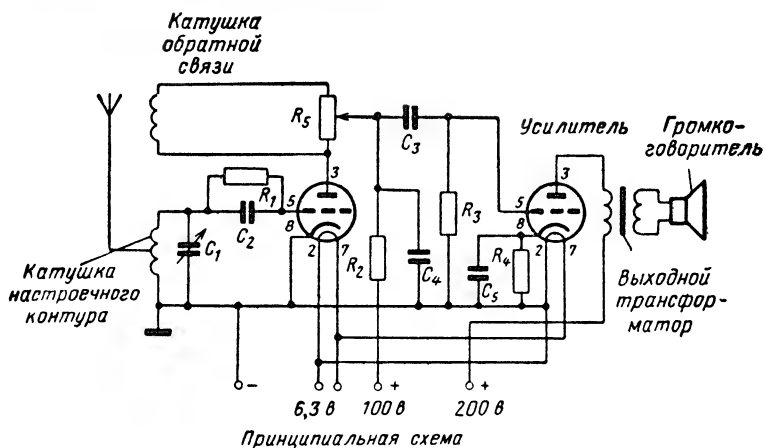 Катушка
обратной
связи
R5
C3
Усилитель
Громко-
говоритель
3
3
R1
5
8
C2
2
7
C1
R2
C4
R3
5
8
2
7
R4
C5
Катушка
настроечного
контура
Выходной
трансфор-
матор
−
+
+
6,3 в
100 в
200 в
Принципиальная схема